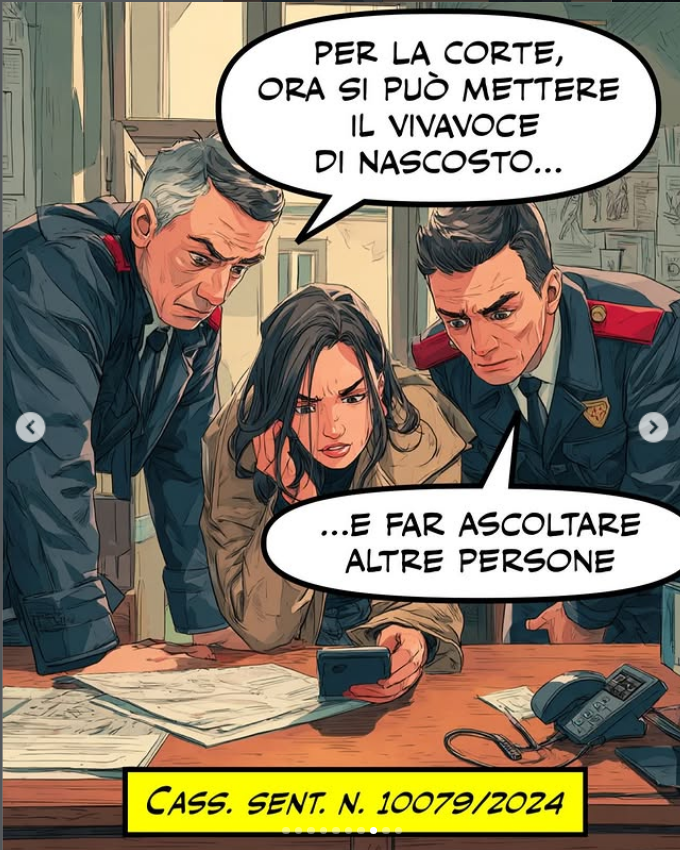 PER LA CORTE,
ORA SI PUÒ METTERE
IL VIVAVOCE
DI NASCOSTO...
...E FAR ASCOLTARE
ALTRE PERSONE
CASS. SENT. N. 10079/2024